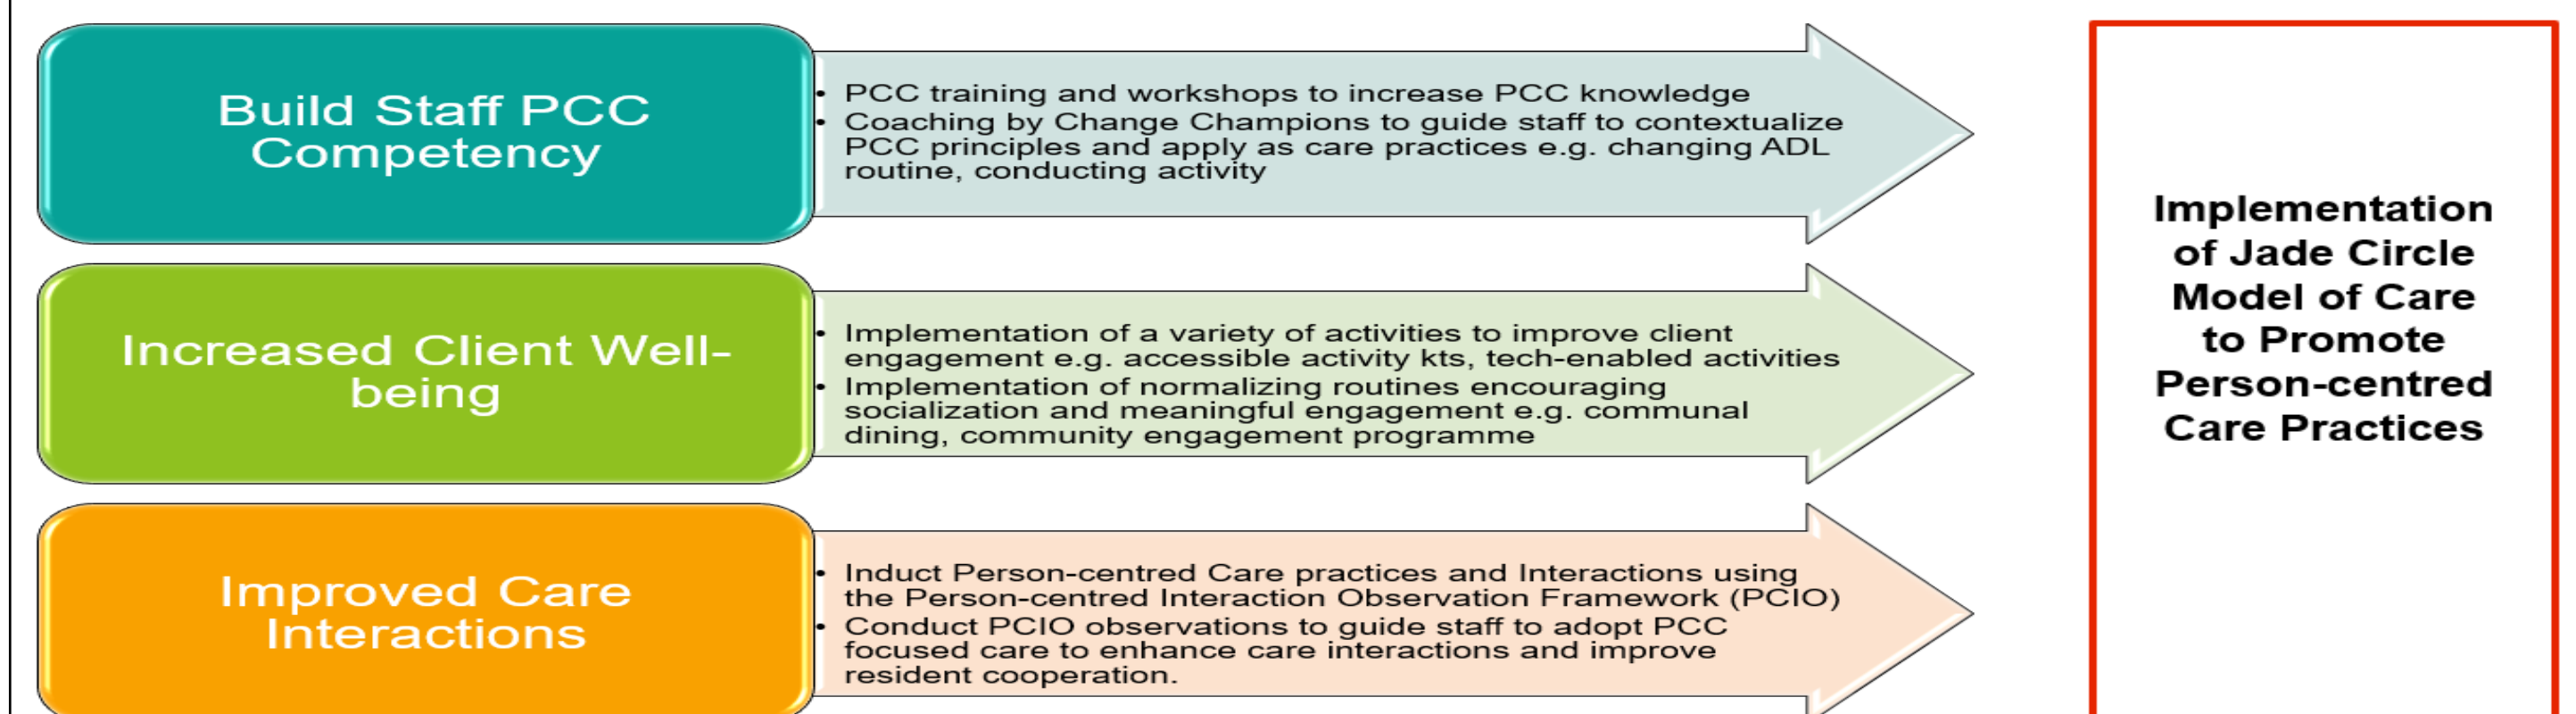 Build Staff PCC
Competency
• PCC training and workshops to increase PCC knowledge
• Coaching by Change Champions to guide staff to contextualize
PCC principles and apply as care practices e.g. changing ADL
routine, conducting activity
Increased Client Well-
being
• Implementation of a variety of activities to improve client
engagement e.g. accessible activity kts, tech-enabled activities
• Implementation of normalizing routines encouraging
socialization and meaningful engagement e.g. communal
dining, community engagement programme
Improved Care
Interactions
• Induct Person-centred Care practices and Interactions using
the Person-centred Interaction Observation Framework (PCIO)
• Conduct PCIO observations to guide staff to adopt PCC
focused care to enhance care interactions and improve
resident cooperation.
Implementation
of Jade Circle
Model of Care
to Promote
Person-centred
Care Practices